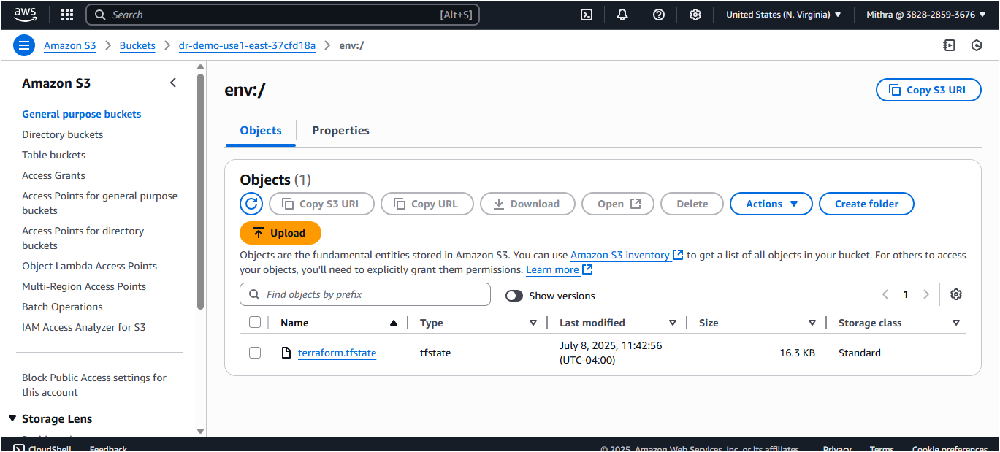 aws
Search [Alt+S]
United States (N. Virginia)
Mithra @ 3828-2859-3676
Amazon S3
Buckets
dr-demo-use1-east-37cfd18a
env:/
Amazon S3
General purpose buckets
Directory buckets
Table buckets
Access Grants
Access Points for general purpose
buckets
Access Points for directory
buckets
Object Lambda Access Points
Multi-Region Access Points
Batch Operations
IAM Access Analyzer for S3
Block Public Access settings for
this account
Storage Lens
env:/
Copy S3 URI
Objects
Properties
Objects (1)
Copy S3 URI
Copy URL
Download
Open
Delete
Actions
Create folder
Upload
Objects are the fundamental entities stored in Amazon S3. You can use Amazon S3 inventory to get a list of all objects in your bucket. For others to access
your objects, you'll need to explicitly grant them permissions. Learn more
Find objects by prefix
Show versions
1
Name
Type
Last modified
Size
Storage class
terraform.tfstate
tfstate
July 8, 2025, 11:42:56
(UTC-04:00)
16.3 KB
Standard
CloudShell
Feedback
© 2025, Amazon Web Services, Inc. or its affiliates.
Privacy
Terms
Cookie preferences